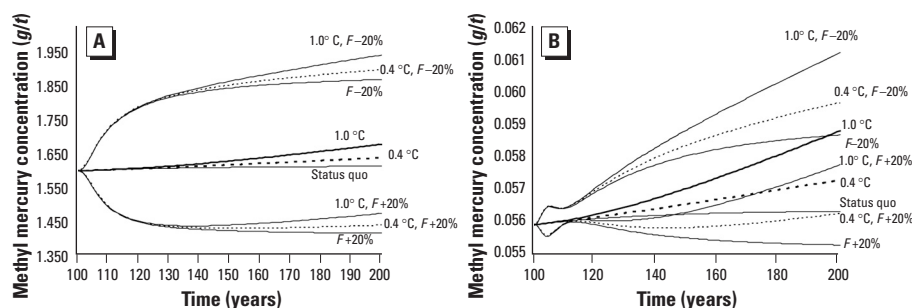 A
Methyl mercury concentration (g/t)
1.950
1.850
1.750
1.650
1.550
1.450
1.350
1.0° C, F–20%
0.4 °C, F–20%
F–20%
1.0 °C
0.4 °C
Status quo
1.0° C, F+20%
0.4 °C, F+20%
F+20%
100 110 120 130 140 150 160 170 180 190 200
Time (years)
B
Methyl mercury concentration (g/t)
0.062
0.061
0.060
0.059
0.058
0.057
0.056
0.055
1.0° C, F–20%
0.4 °C, F–20%
1.0 °C
F–20%
1.0 °C, F+20%
0.4 °C
Status quo
0.4 °C, F+20%
F+20%
100 120 140 160 180 200
Time (years)